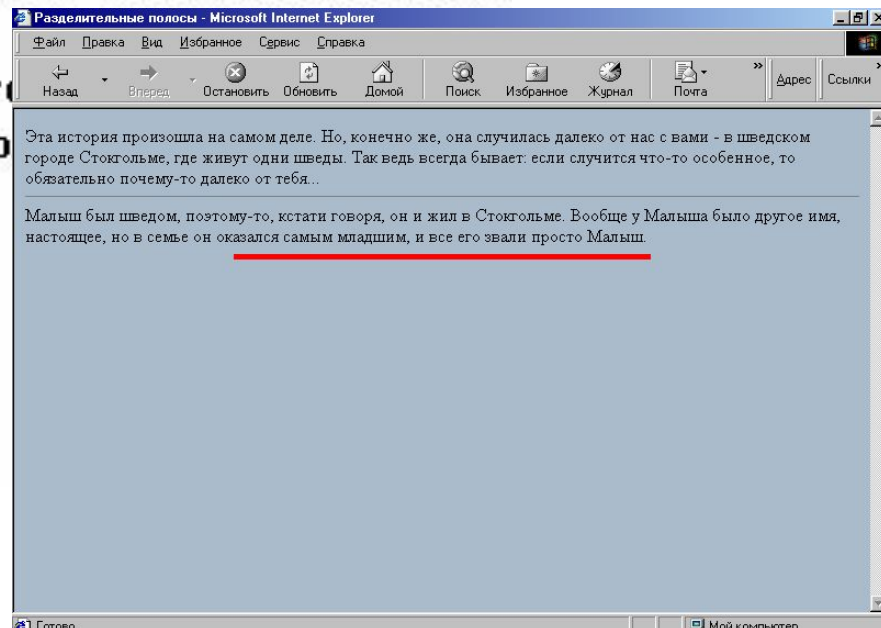 Разделительные полосы - Microsoft Internet Explorer
Файл Правка Вид Избранное Сервис Справка
Назад Вперед Остановить Обновить Домой Поиск Избранное Журнал Почта » Адрес Ссылки »
Эта история произошла на самом деле. Но, конечно же, она случилась далеко от нас с вами - в шведском
городе Стокгольме, где живут одни шведы. Так ведь всегда бывает: если случится что-то особенное, то
обязательно почему-то далеко от тебя...
Малыш был шведом, поэтому-то, кстати говоря, он и жил в Стокгольме. Вообще у Малыша было другое имя,
настоящее, но в семье он оказался самым младшим, и все его звали просто Малыш.
Готово Мой компьютер